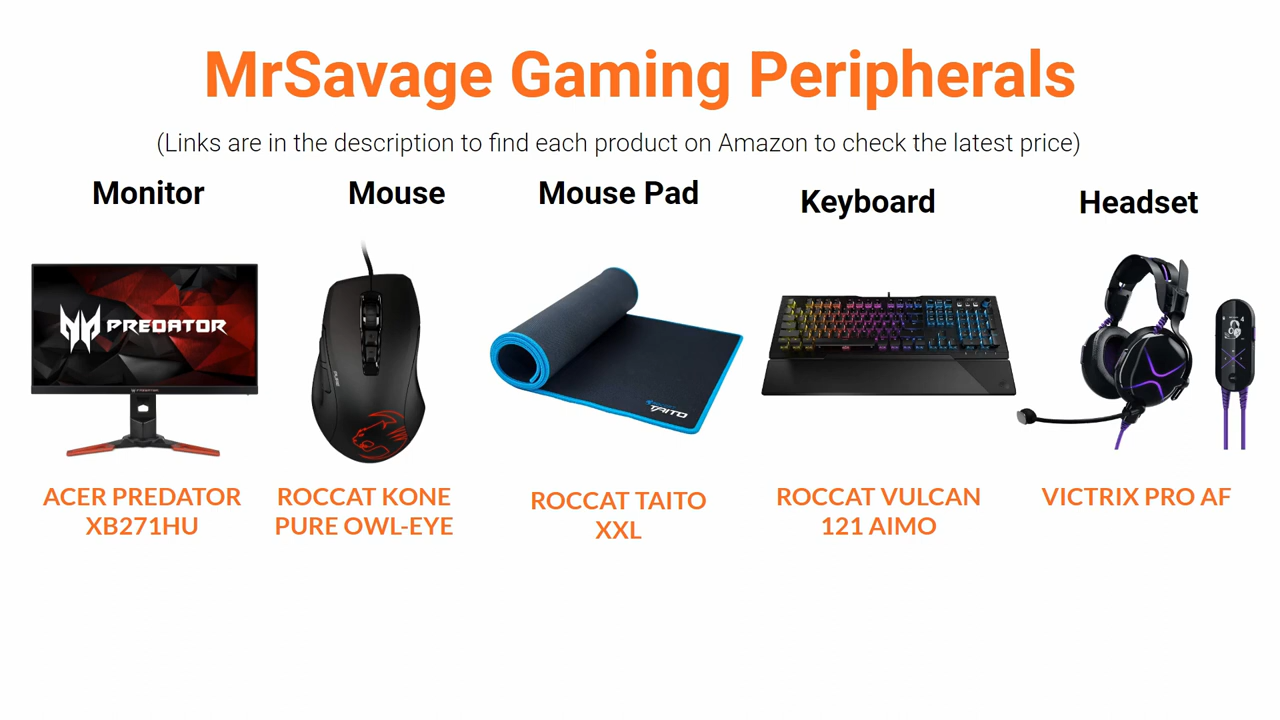 MrSavage Gaming Peripherals
(Links are in the description to find each product on Amazon to check the latest price)
Monitor
Mouse
Mouse Pad
Keyboard
Headset
PREDATOR
PURE
TAITO
ACER PREDATOR
XB271HU
ROCCAT KONE
PURE OWL-EYE
ROCCAT TAITO
XXL
ROCCAT VULCAN
121 AIMO
VICTRIX PRO AF